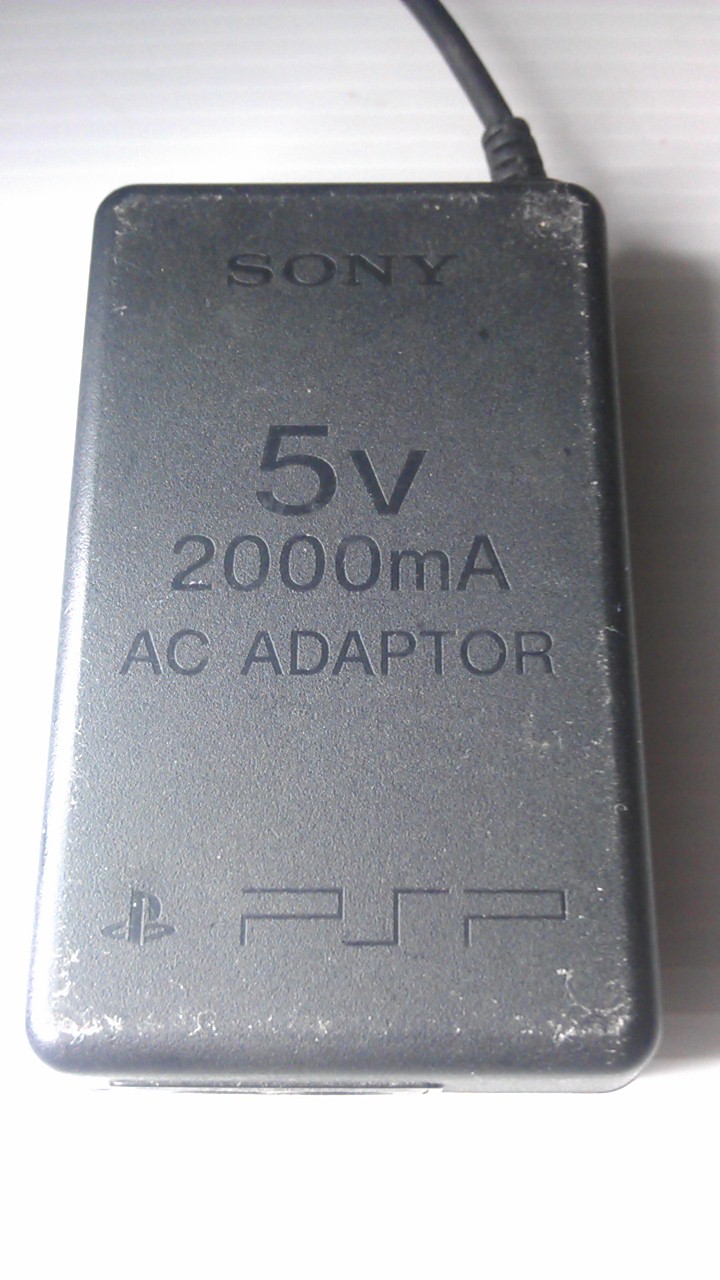 SONY
5V
2000mA
AC ADAPTOR
PSP